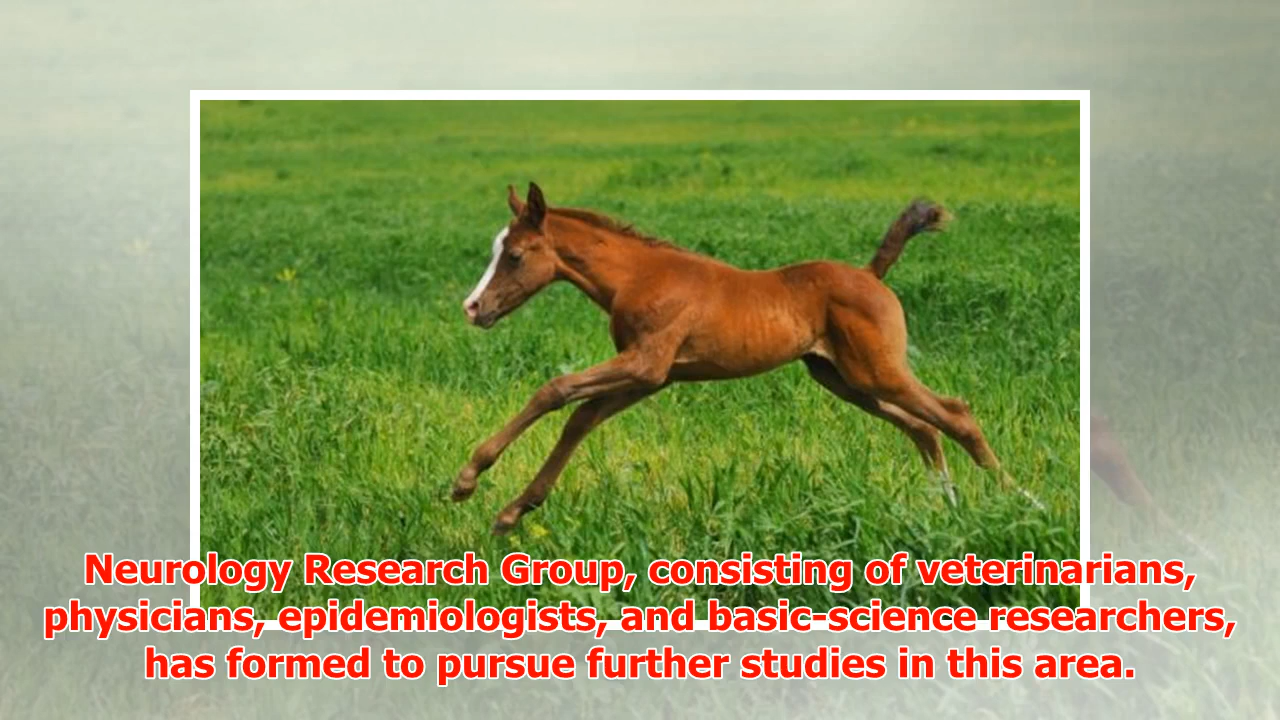 Neurology Research Group, consisting of veterinarians,
physicians, epidemiologists, and basic-science researchers,
has formed to pursue further studies in this area.